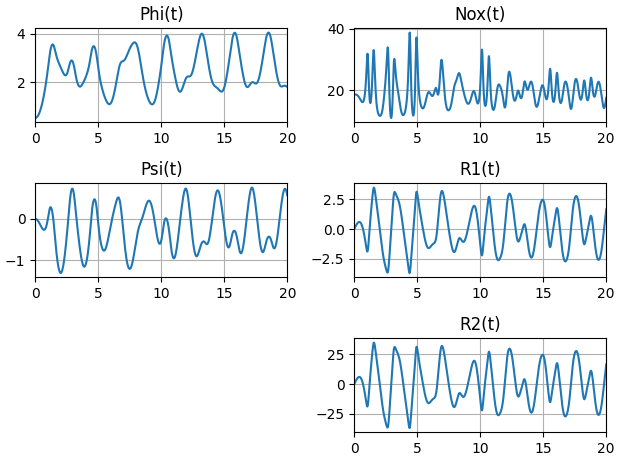 Phi(t)
4
2
0 5 10 15 20
Nox(t)
40
20
0 5 10 15 20
Psi(t)
0
−1
0 5 10 15 20
R1(t)
2.5
0.0
−2.5
0 5 10 15 20
R2(t)
25
0
−25
0 5 10 15 20